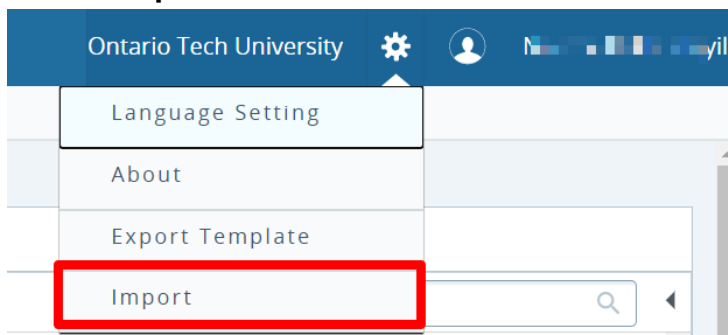 Ontario Tech University
Language Setting
About
Export Template
Import